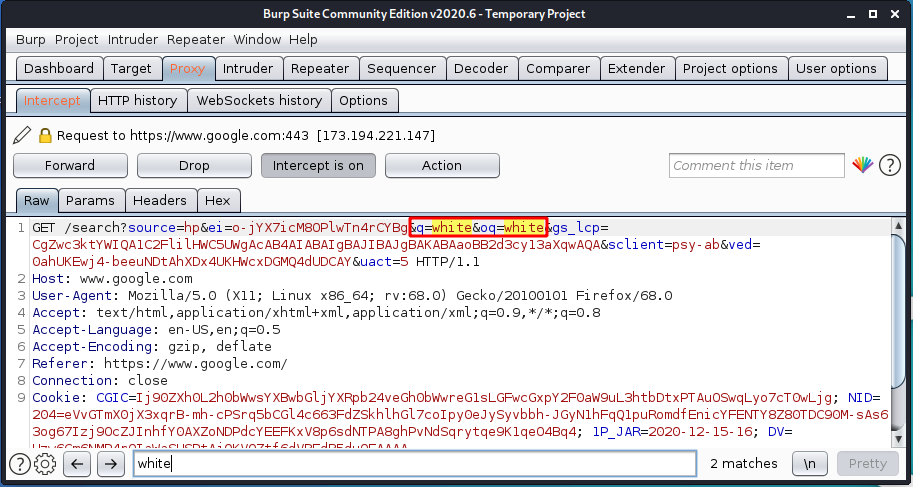 Burp Suite Community Edition v2020.6 - Temporary Project
Burp Project Intruder Repeater Window Help
Dashboard Target Proxy Intruder Repeater Sequencer Decoder Comparer Extender Project options User options
Intercept HTTP history WebSockets history Options
Request to https://www.google.com:443 [173.194.221.147]
Forward Drop Intercept is on Action Comment this item ?
Raw Params Headers Hex
1 GET /search?source=hp&ei=o-jYX7icM8OPlwTn4rCYBg&q=white&oq=white&gs_lcp=
CgZwc3ktYWIQA1C2FlilHWC5UWgAcAB4AIABAIgBAJIBAJgBAKABAaoBB2d3cy13aXqwAQA&sclient=psy-ab&ved=
0ahUKEwj4-beeuNDtAhXDx4UKHWcxDGMQ4dUDCAY&uact=5 HTTP/1.1
2 Host: www.google.com
3 User-Agent: Mozilla/5.0 (X11; Linux x86_64; rv:68.0) Gecko/20100101 Firefox/68.0
4 Accept: text/html,application/xhtml+xml,application/xml;q=0.9,*/*;q=0.8
5 Accept-Language: en-US,en;q=0.5
6 Accept-Encoding: gzip, deflate
7 Referer: https://www.google.com/
8 Connection: close
9 Cookie: CGIC=Ij90ZXh0L2h0bWwsYXBwbGljYXRpb24veGh0bWwreG1sLGFwcGxpY2F0aW9uL3htbDtxPTAuOSwqLyo7cT0wLjg; NID=
204=eVvGTmX0jX3xqrB-mh-cPSrq5bCGl4c663FdZSkhlhGl7coIpyOeJySyvbbh-JGyN1hFqQ1puRomdfEnicYFENTY8Z80TDC90M-sAs6
3og67Izj9OcZJInhfY0AXZoNDPdcYEEFKxV8p6sdNTPA8ghPvNdSqrytqe9K1qeO4Bq4; 1P_JAR=2020-12-15-16; DV=
? white 2 matches \n Pretty